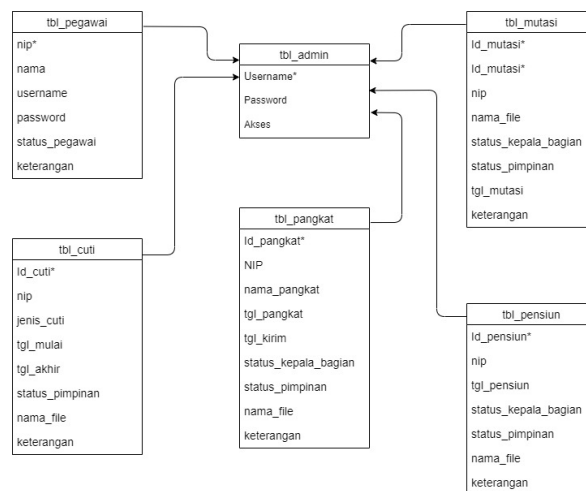 tbl_pegawai
nip*
nama
username
password
status_pegawai
keterangan
tbl_admin
Username*
Password
Akses
tbl_mutasi
Id_mutasi*
Id_mutasi*
nip
nama_file
status_kepala_bagian
status_pimpinan
tgl_mutasi
keterangan
tbl_cuti
Id_cuti*
nip
jenis_cuti
tgl_mulai
tgl_akhir
status_pimpinan
nama_file
keterangan
tbl_pangkat
Id_pangkat*
NIP
nama_pangkat
tgl_pangkat
tgl_kirim
status_kepala_bagian
status_pimpinan
nama_file
keterangan
tbl_pensiun
Id_pensiun*
nip
tgl_pensiun
status_kepala_bagian
status_pimpinan
nama_file
keterangan